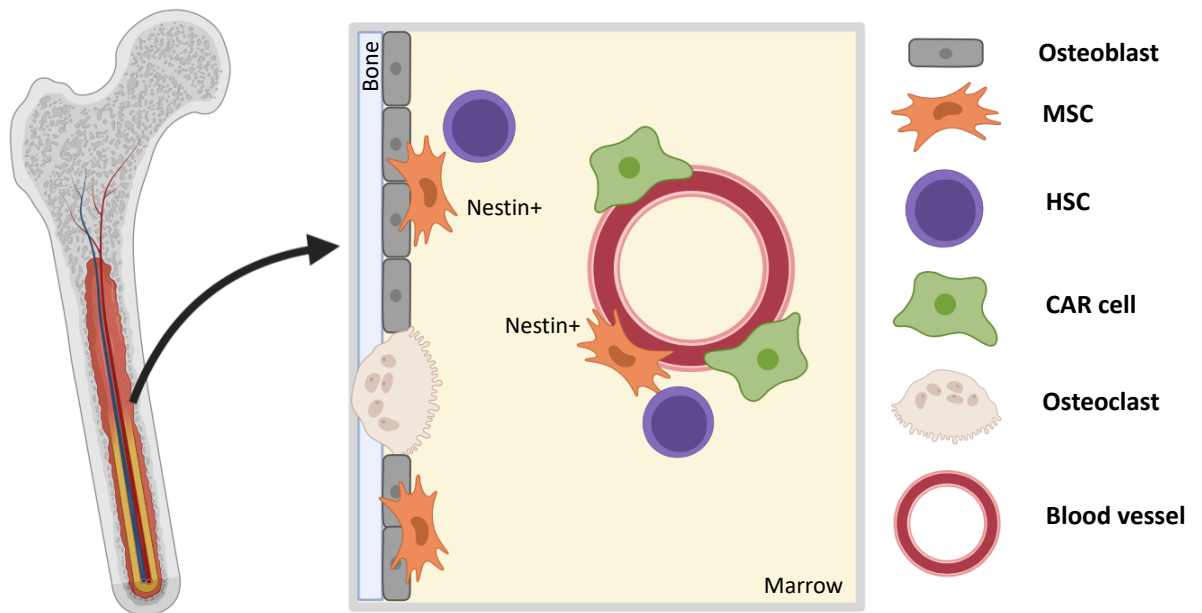 Bone
Nestin+
Nestin+
Marrow
Osteoblast
MSC
HSC
CAR cell
Osteoclast
Blood vessel